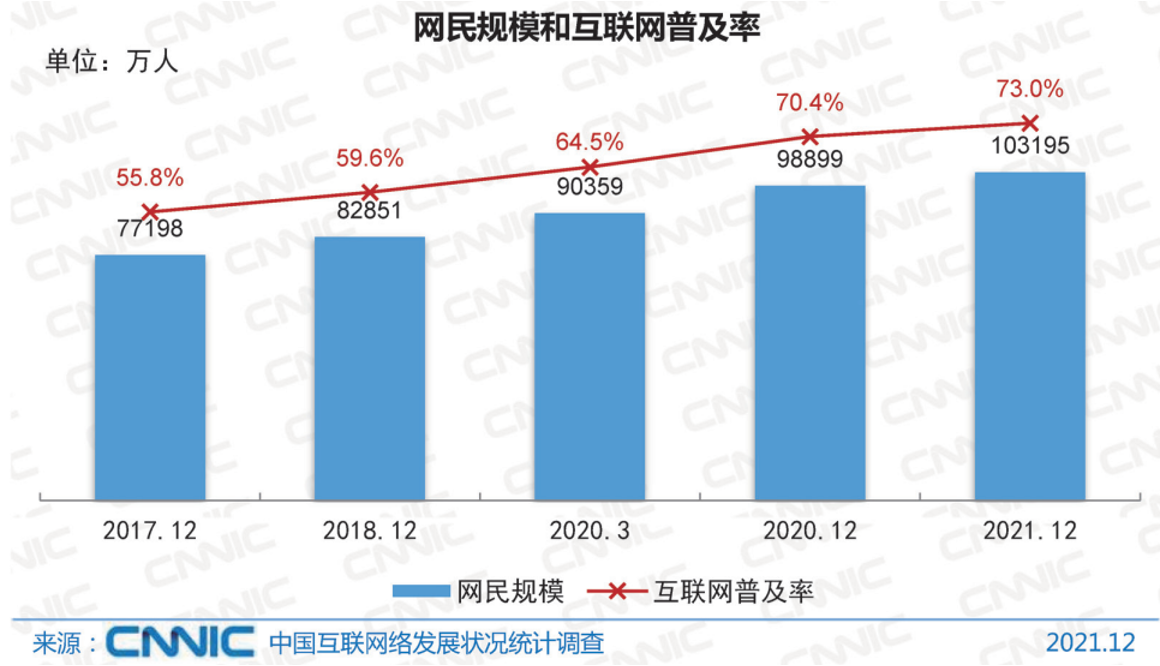 网民规模和互联网普及率
单位：万人
55.8% 59.6% 64.5% 70.4% 73.0%
77198 82851 90359 98899 103195
2017.12 2018.12 2020.3 2020.12 2021.12
网民规模 互联网普及率
来源：CNNIC 中国互联网络发展状况统计调查 2021.12